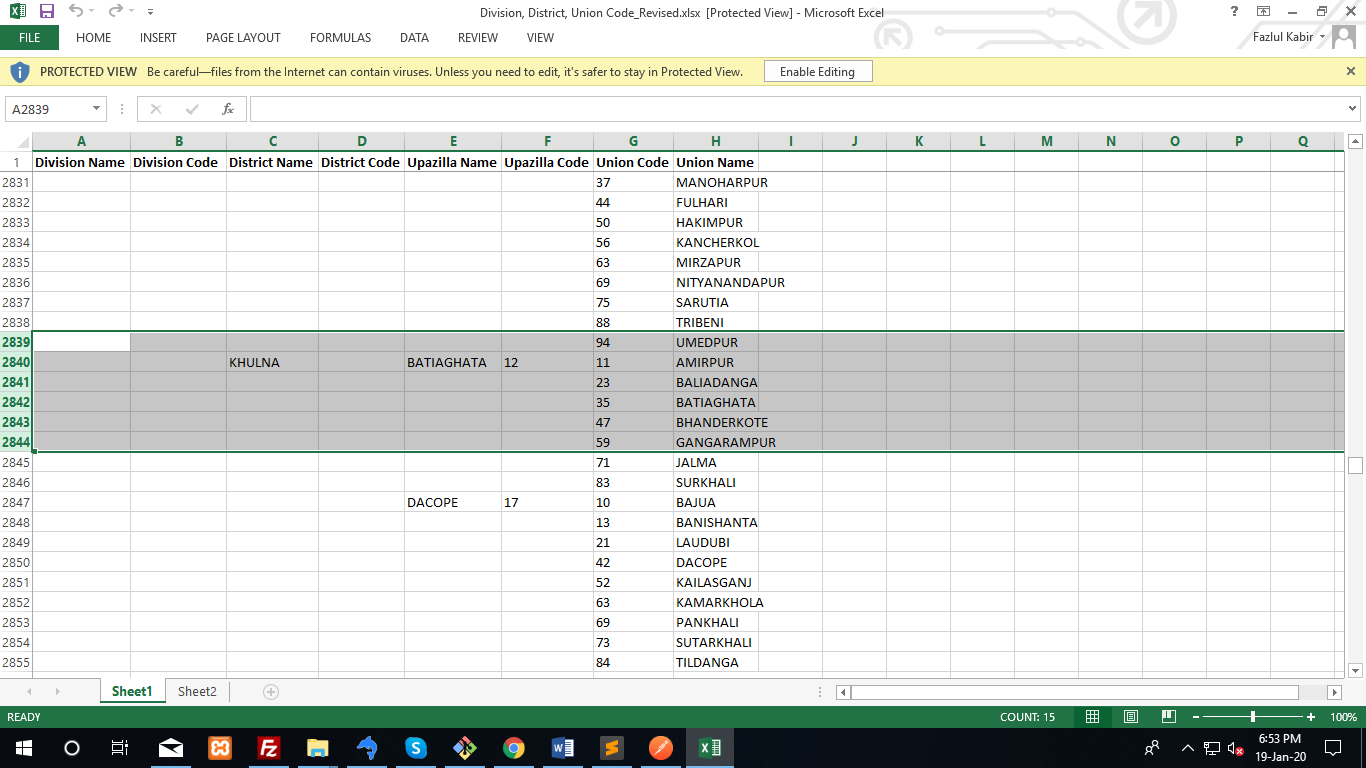 Division, District, Union Code_Revised.xlsx [Protected View] - Microsoft Excel
FILE HOME INSERT PAGE LAYOUT FORMULAS DATA REVIEW VIEW Fazlul Kabir
PROTECTED VIEW Be careful—files from the Internet can contain viruses. Unless you need to edit, it's safer to stay in Protected View. Enable Editing
A2839 fx
A B C D E F G H I J K L M N O P Q
1 Division Name Division Code District Name District Code Upazilla Name Upazilla Code Union Code Union Name
2831 37 MANOHARPUR
2832 44 FULHARI
2833 50 HAKIMPUR
2834 56 KANCHERKOL
2835 63 MIRZAPUR
2836 69 NITYANANDAPUR
2837 75 SARUTIA
2838 88 TRIBENI
2839 94 UMEDPUR
2840 KHULNA BATIAGHATA 12 11 AMIRPUR
2841 23 BALIADANGA
2842 35 BATIAGHATA
2843 47 BHANDERKOTE
2844 59 GANGARAMPUR
2845 71 JALMA
2846 83 SURKHALI
2847 DACOPE 17 10 BAJUA
2848 13 BANISHANTA
2849 21 LAUDUBI
2850 42 DACOPE
2851 52 KAILASGANJ
2852 63 KAMARKHOLA
2853 69 PANKHALI
2854 73 SUTARKHALI
2855 84 TILDANGA
Sheet1 Sheet2
READY COUNT: 15 100%
6:53 PM
19-Jan-20